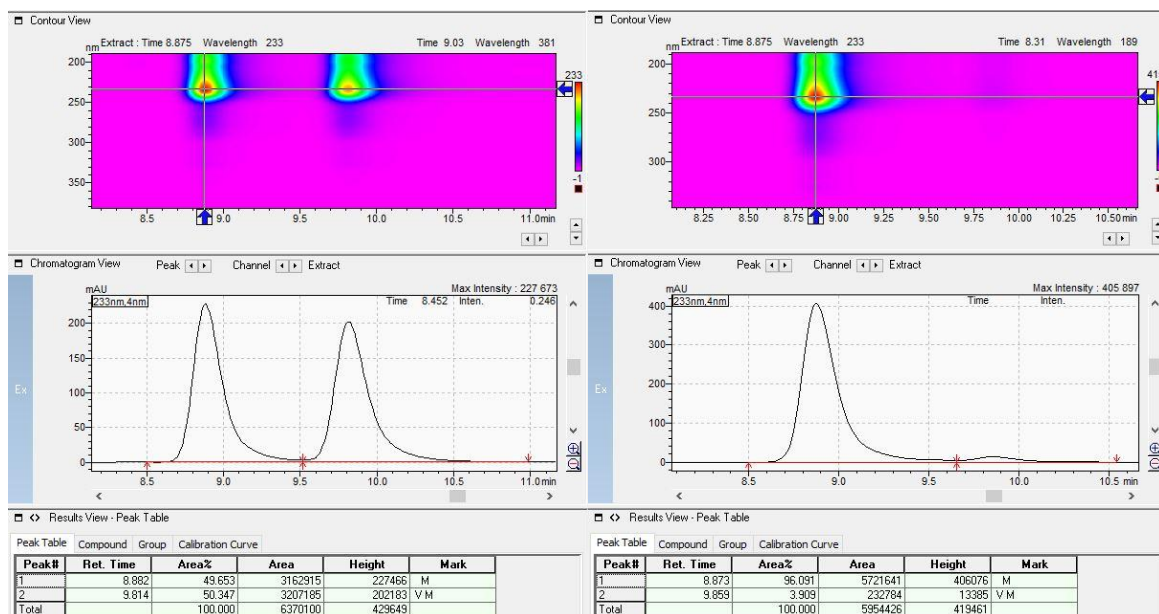 Contour View
nm Extract : Time 8.875 Wavelength 233 Time 9.03 Wavelength 381
200
250
300
350
233
-1
8.5 9.0 9.5 10.0 10.5 11.0 min
Chromatogram View Peak Channel Extract
mAU Max Intensity : 227 673
233nm,4nm Time 8.452 Inten. 0.246
200
150
100
50
0
8.5 9.0 9.5 10.0 10.5 11.0 min
Ex
Results View - Peak Table
Peak Table Compound Group Calibration Curve
Peak# Ret. Time Area% Area Height Mark
1 8.882 49.653 3162915 227466 M
2 9.814 50.347 3207185 202183 V M
Total 100.000 6370100 429649
Contour View
nm Extract : Time 8.875 Wavelength 233 Time 8.31 Wavelength 189
200
250
300
8.25 8.50 8.75 9.00 9.25 9.50 9.75 10.00 10.25 10.50 min
Chromatogram View Peak Channel Extract
mAU Max Intensity : 405 897
233nm,4nm Time Inten.
400
300
200
100
0
8.5 9.0 9.5 10.0 10.5 min
Ex
Results View - Peak Table
Peak Table Compound Group Calibration Curve
Peak# Ret. Time Area% Area Height Mark
1 8.873 96.091 5721641 406076 M
2 9.859 3.909 232784 13385 V M
Total 100.000 5954426 419461